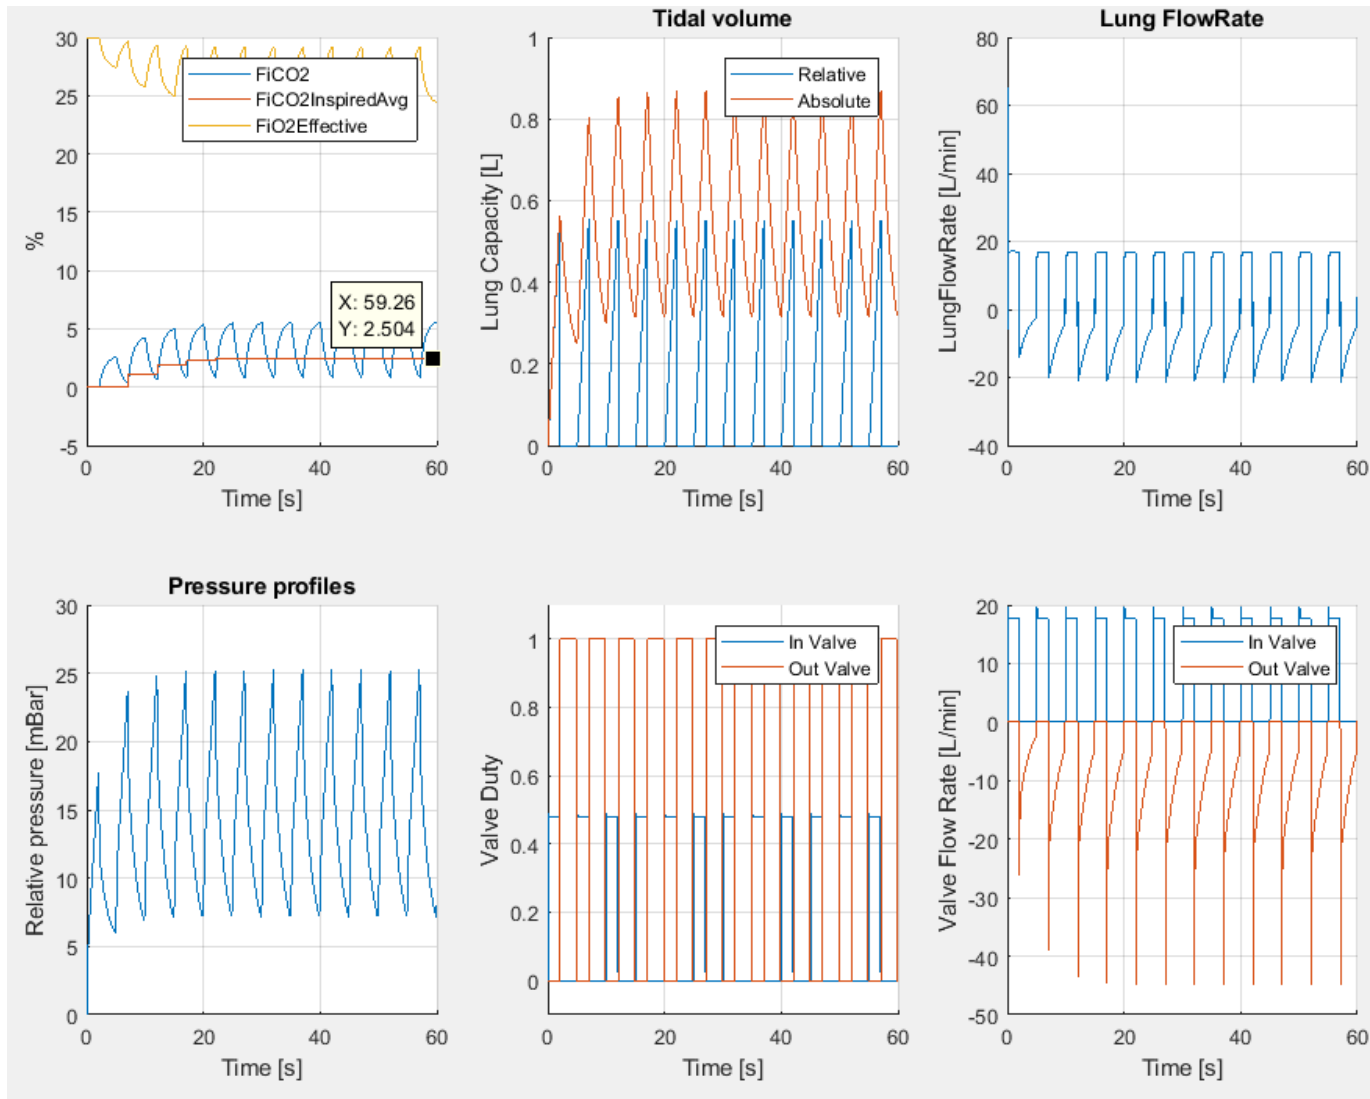 30
25
30
15
10
5
0
-5
%
FiCO2
FiCO2InspiredAvg
FiO2Effective
X: 59.26
Y: 2.504
0
20
40
60
Time [s]
Tidal volume
1
0.8
0.6
0.4
0.2
0
Lung Capacity [L]
Relative
Absolute
0
20
40
60
Time [s]
Lung FlowRate
80
60
40
20
0
-20
-40
LungFlowRate [L/min]
0
20
40
60
Time [s]
Pressure profiles
30
25
20
15
10
5
0
Relative pressure [mBar]
0
20
40
60
Time [s]
1
0.8
0.6
0.4
0.2
0
Valve Duty
In Valve
Out Valve
0
20
40
60
Time [s]
20
10
0
-10
-20
-30
-40
-50
Valve Flow Rate [L/min]
In Valve
Out Valve
0
20
40
60
Time [s]